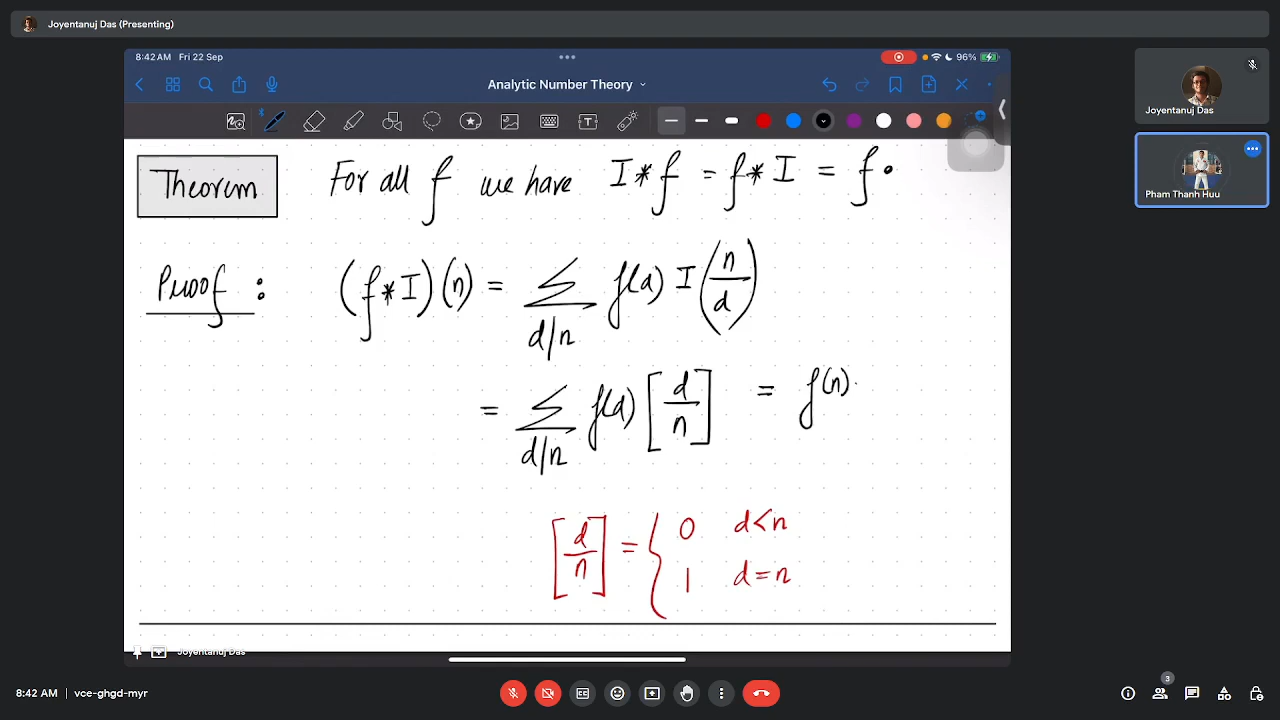 Joyentanuj Das (Presenting)
8:42 AM Fri 22 Sep
96%
Analytic Number Theory
Joyentanuj Das
Pham Thanh Huu
Theorem For all f we have I * f = f * I = f.
Proof : (f * I)(n) = ∑_{d/n} f(d) I(n/d)
= ∑_{d/n} f(d) [d/n] = f(n).
[d/n] = { 0 d<n
1 d=n
Joyentanuj Das
8:42 AM | vce-ghgd-myr
3